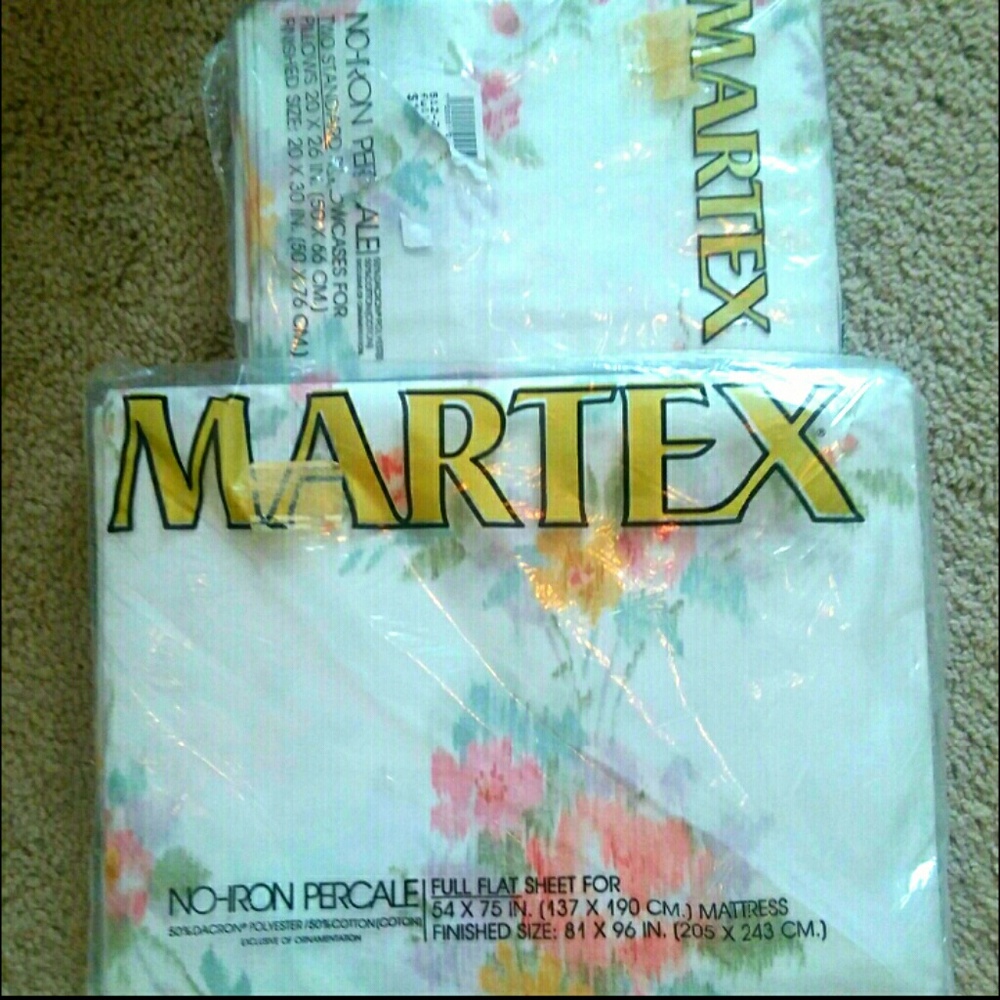 MARTEX
NO-IRON PERCALE
TWO STANDARD PILLOWCASES FOR
PILLOWS 20 X 26 IN. (50 X 66 CM.)
FINISHED SIZE: 20 X 30 IN. (50 X 76 CM.)
MARTEX®
NO-IRON PERCALE
50% DACRON® POLYESTER/50% COTTON (COTON)
EXCLUSIVE OF ORNAMENTATION
FULL FLAT SHEET FOR
54 X 75 IN. (137 X 190 CM.) MATTRESS
FINISHED SIZE: 81 X 96 IN. (205 X 243 CM.)